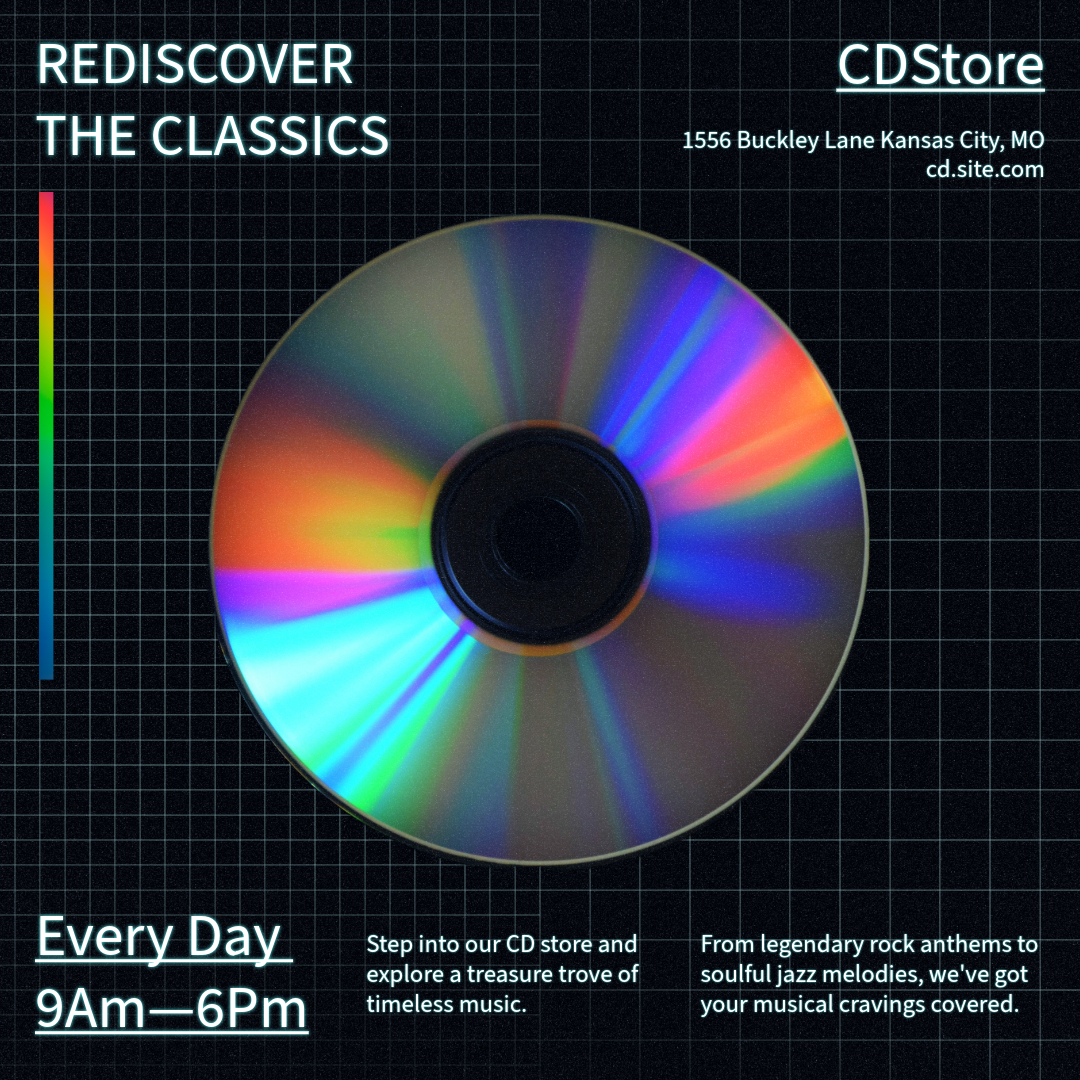 REDISCOVER
THE CLASSICS
CDStore
1556 Buckley Lane Kansas City, MO
cd.site.com
Every Day
9Am—6Pm
Step into our CD store and
explore a treasure trove of
timeless music.
From legendary rock anthems to
soulful jazz melodies, we've got
your musical cravings covered.